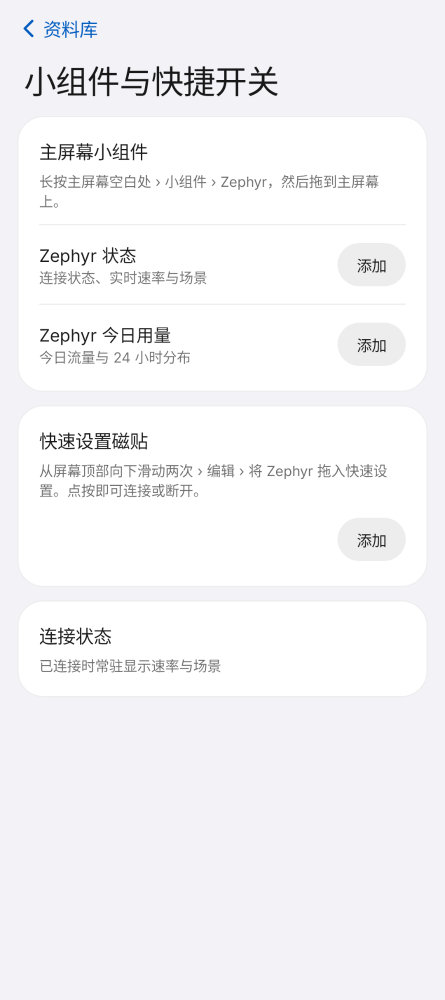 资料库
小组件与快捷开关
主屏幕小组件
长按主屏幕空白处 › 小组件 › Zephyr，然后拖到主屏幕
上。
Zephyr 状态
连接状态、实时速率与场景
添加
Zephyr 今日用量
今日流量与 24 小时分布
添加
快速设置磁贴
从屏幕顶部向下滑动两次 › 编辑 › 将 Zephyr 拖入快速设
置。点按即可连接或断开。
添加
连接状态
已连接时常驻显示速率与场景